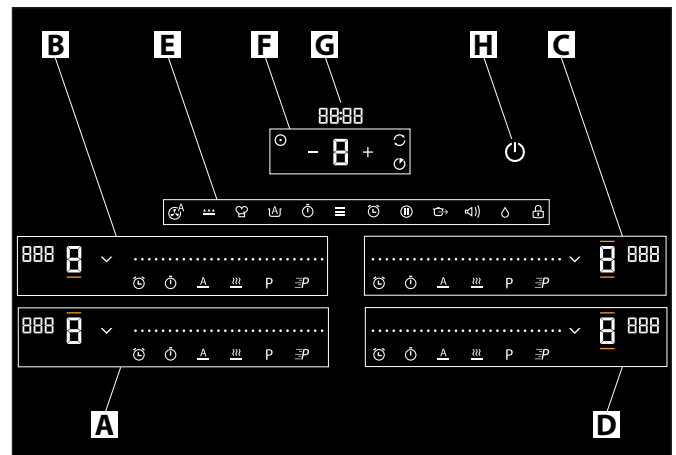 B E F G H C
88:88
- 8 +
A A
888 8 8 888
A P P A P P
888 8 8 888
A P P A P P
A D